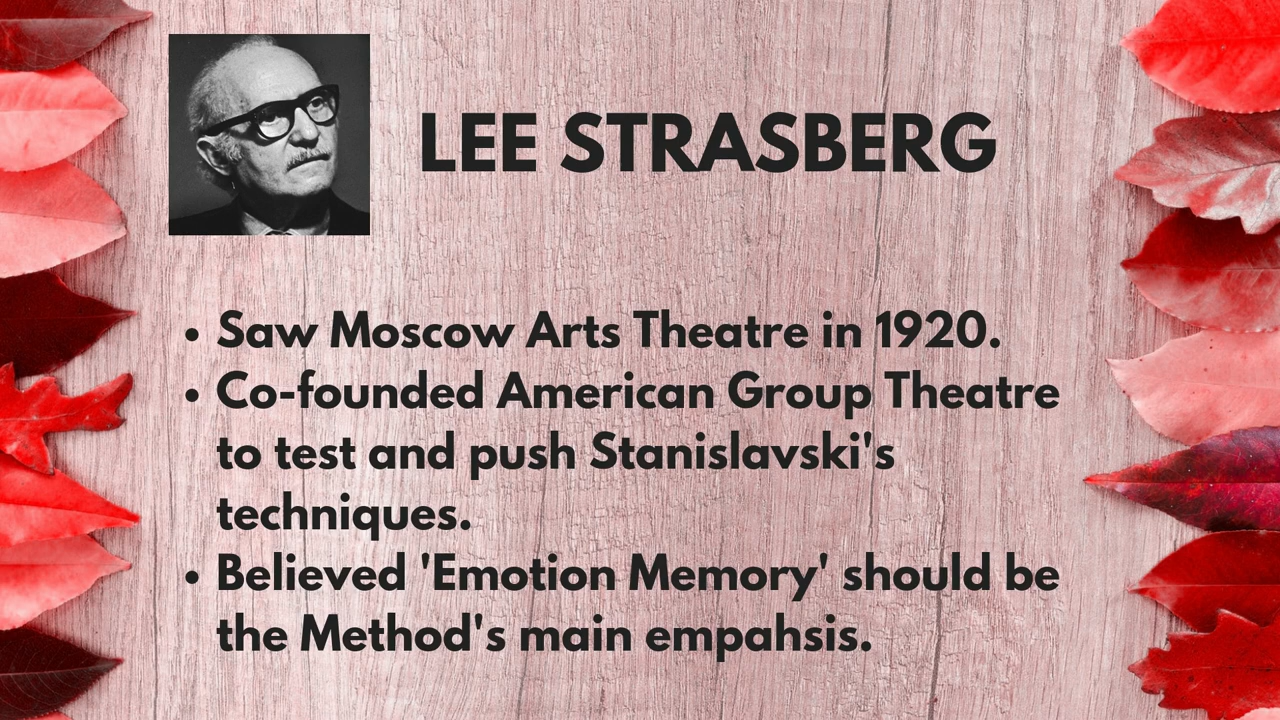 LEE STRASBERG
• Saw Moscow Arts Theatre in 1920.
• Co-founded American Group Theatre
to test and push Stanislavski's
techniques.
• Believed 'Emotion Memory' should be
the Method's main empahsis.